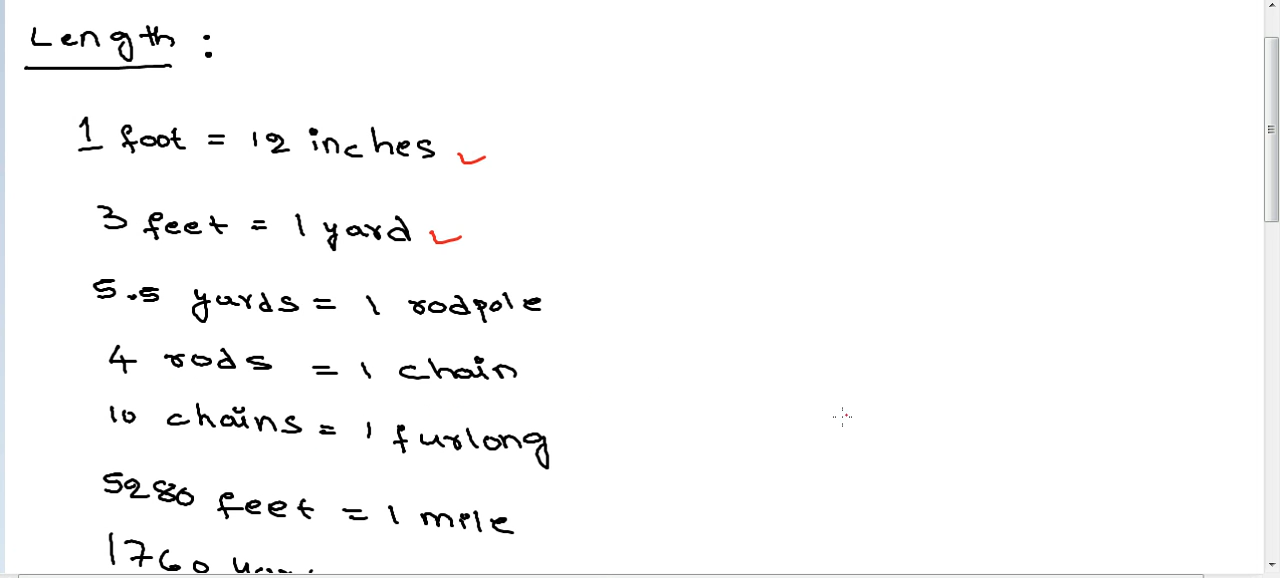 Length :
1 foot = 12 inches
3 feet = 1 yard
5.5 yards = 1 rodpole
4 rods = 1 chain
10 chains = 1 furlong
5280 feet = 1 mile
1760